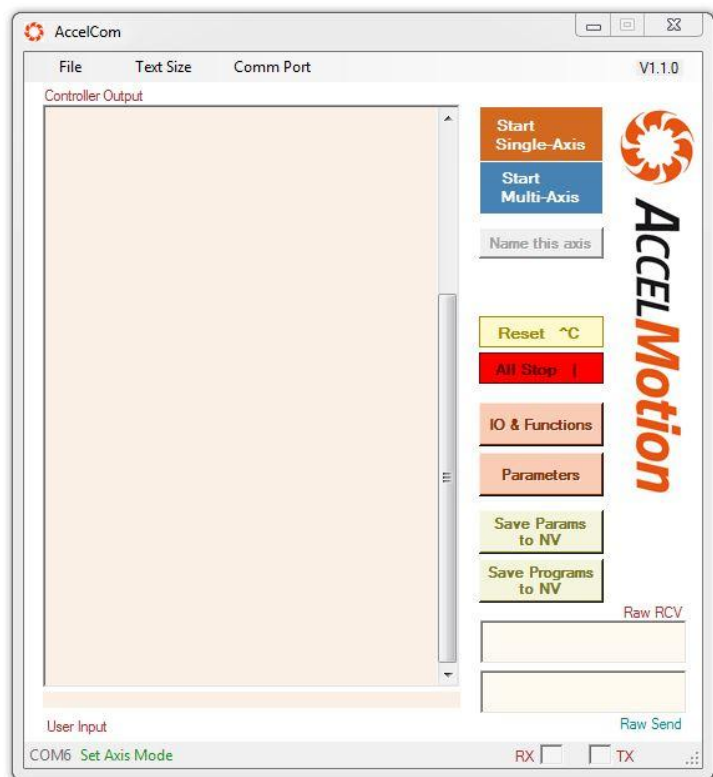 AccelCom
File Text Size Comm Port V1.1.0
Controller Output
Start
Single-Axis
Start
Multi-Axis
Name this axis
Reset ^C
All Stop |
IO & Functions
Parameters
Save Params
to NV
Save Programs
to NV
ACCELMotion
Raw RCV
Raw Send
User Input
COM6 Set Axis Mode RX TX